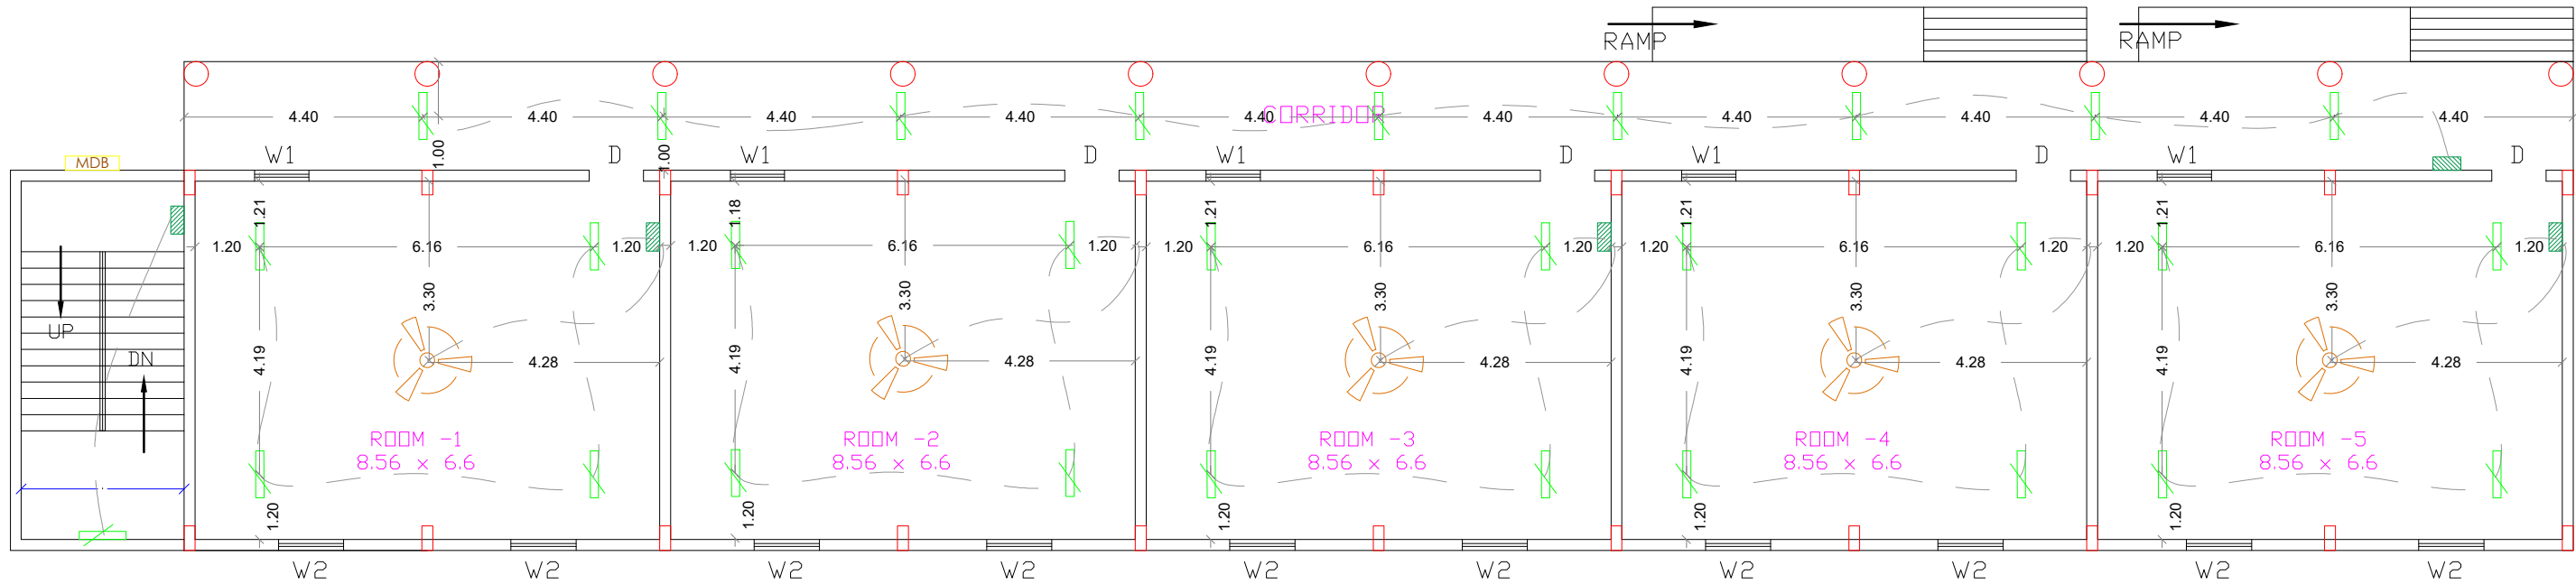 RAMP
RAMP
4.40 4.40 4.40 4.40 4.40 CORRIDOR 4.40 4.40 4.40 4.40 4.40
MDB
W1 1.00 D 1.00 W1 D W1 D W1 D W1 D
1.21 1.18 1.21 1.21 1.21
1.20 6.16 1.20 1.20 6.16 1.20 1.20 6.16 1.20 1.20 6.16 1.20 1.20 6.16 1.20
3.30 3.30 3.30 3.30 3.30
UP
DN
4.19 4.28 4.19 4.28 4.19 4.28 4.19 4.28 4.19 4.28
ROOM -1 ROOM -2 ROOM -3 ROOM -4 ROOM -5
8.56 x 6.6 8.56 x 6.6 8.56 x 6.6 8.56 x 6.6 8.56 x 6.6
1.20 1.20 1.20 1.20 1.20
W2 W2 W2 W2 W2 W2 W2 W2 W2 W2